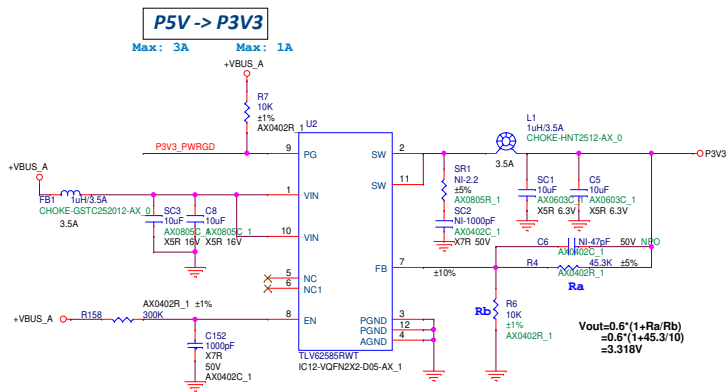 P5V -> P3V3
Max: 3A Max: 1A
+VBUS_A
R7
10K
±1%
AX0402R_1
U2
P3V3_PWRGD
9 PG
SW 2
SW 11
L1
1uH/3.5A
CHOKE-HNT2512-AX_0
3.5A
P3V3
+VBUS_A
FB1 1uH/3.5A
CHOKE-GSTC252012-AX_0
3.5A
SC3
10uF
AX0805C_1
X5R 16V
C8
10uF
AX0805C_1
X5R 16V
1 VIN
10 VIN
SR1
NI-2.2
±5%
AX0805R_1
SC2
NI-1000pF
AX0402C_1
X7R 50V
SC1
10uF
AX0603C_1
X5R 6.3V
C5
10uF
AX0603C_1
X5R 6.3V
C6 NI-47pF 50V NPO
AX0402C_1
FB 7 ±10% R4 45.3K ±5%
AX0402R_1
Ra
5 NC
6 NC1
Rb
R6
10K
±1%
AX0402R_1
+VBUS_A R158 300K
AX0402R_1 ±1%
8 EN
C152
1000pF
X7R
50V
AX0402C_1
PGND 3
PGND 12
AGND 4
TLV62585RWT
IC12-VQFN2X2-D05-AX_1
Vout=0.6*(1+Ra/Rb)
=0.6*(1+45.3/10)
=3.318V